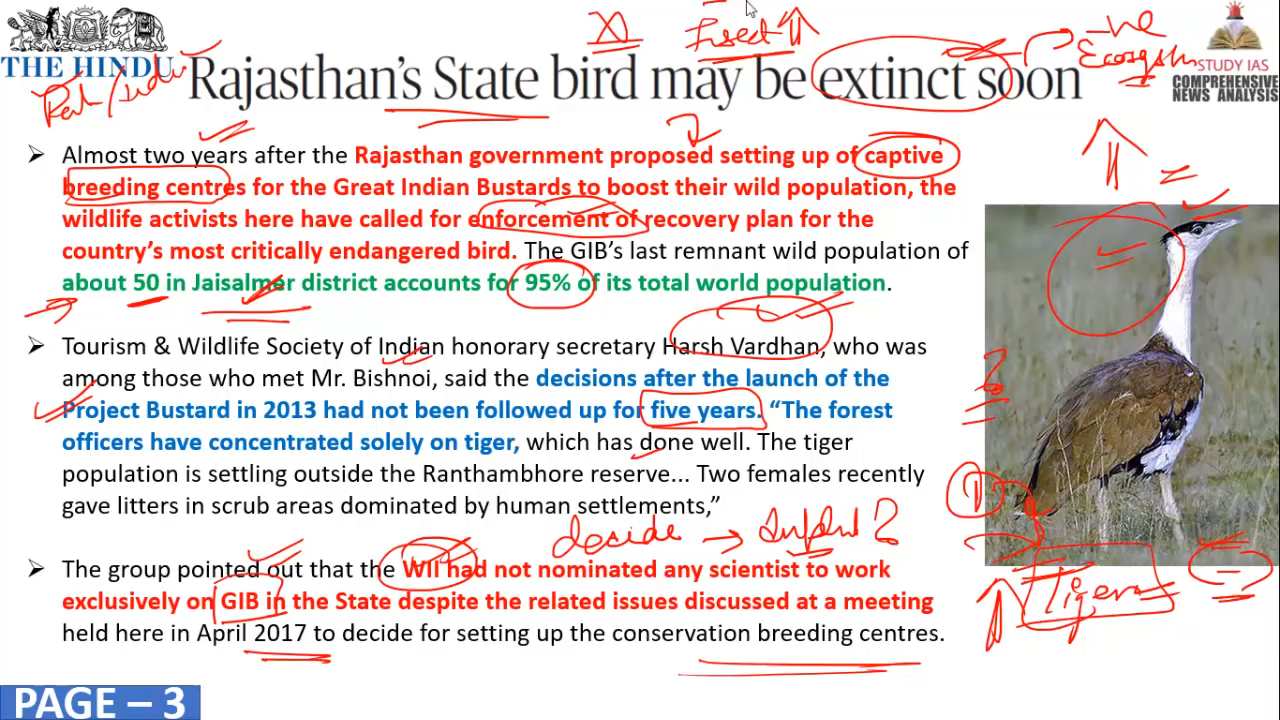 THE HINDU
Rajasthan's State bird may be extinct soon
STUDY IAS
COMPREHENSIVE
NEWS ANALYSIS
Insect
-ve
Ecosystem
Almost two years after the Rajasthan government proposed setting up of captive
breeding centres for the Great Indian Bustards to boost their wild population, the
wildlife activists here have called for enforcement of recovery plan for the
country's most critically endangered bird. The GIB's last remnant wild population of
about 50 in Jaisalmer district accounts for 95% of its total world population.
Tourism & Wildlife Society of Indian honorary secretary Harsh Vardhan, who was
among those who met Mr. Bishnoi, said the decisions after the launch of the
Project Bustard in 2013 had not been followed up for five years. “The forest
officers have concentrated solely on tiger, which has done well. The tiger
population is settling outside the Ranthambhore reserve... Two females recently
gave litters in scrub areas dominated by human settlements,”
decide →
The group pointed out that the WII had not nominated any scientist to work
exclusively on GIB in the State despite the related issues discussed at a meeting
held here in April 2017 to decide for setting up the conservation breeding centres.
Tigers
PAGE – 3